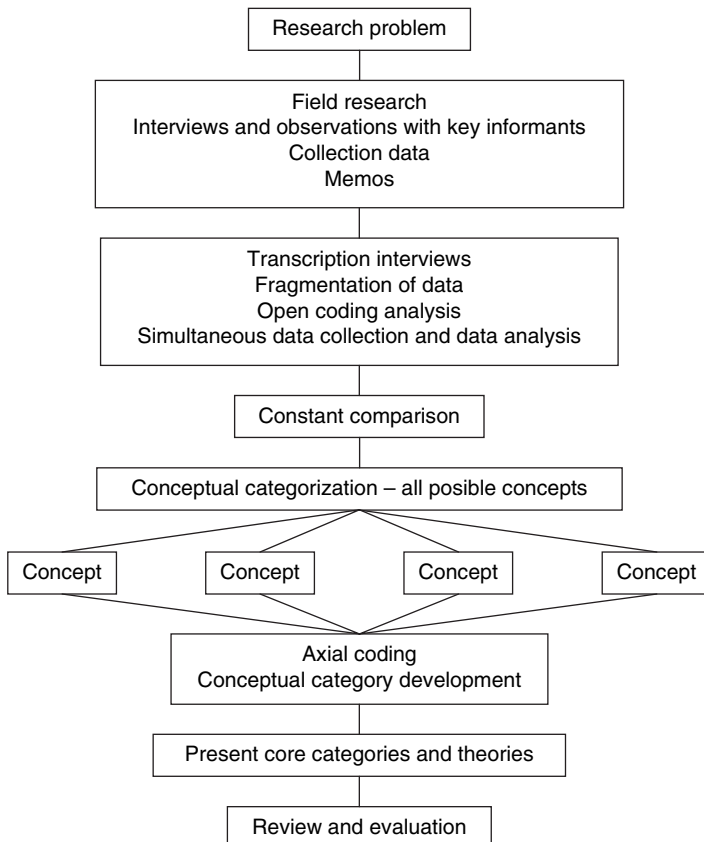 Research problem
Field research
Interviews and observations with key informants
Collection data
Memos
Transcription interviews
Fragmentation of data
Open coding analysis
Simultaneous data collection and data analysis
Constant comparison
Conceptual categorization – all posible concepts
Concept
Concept
Concept
Concept
Axial coding
Conceptual category development
Present core categories and theories
Review and evaluation